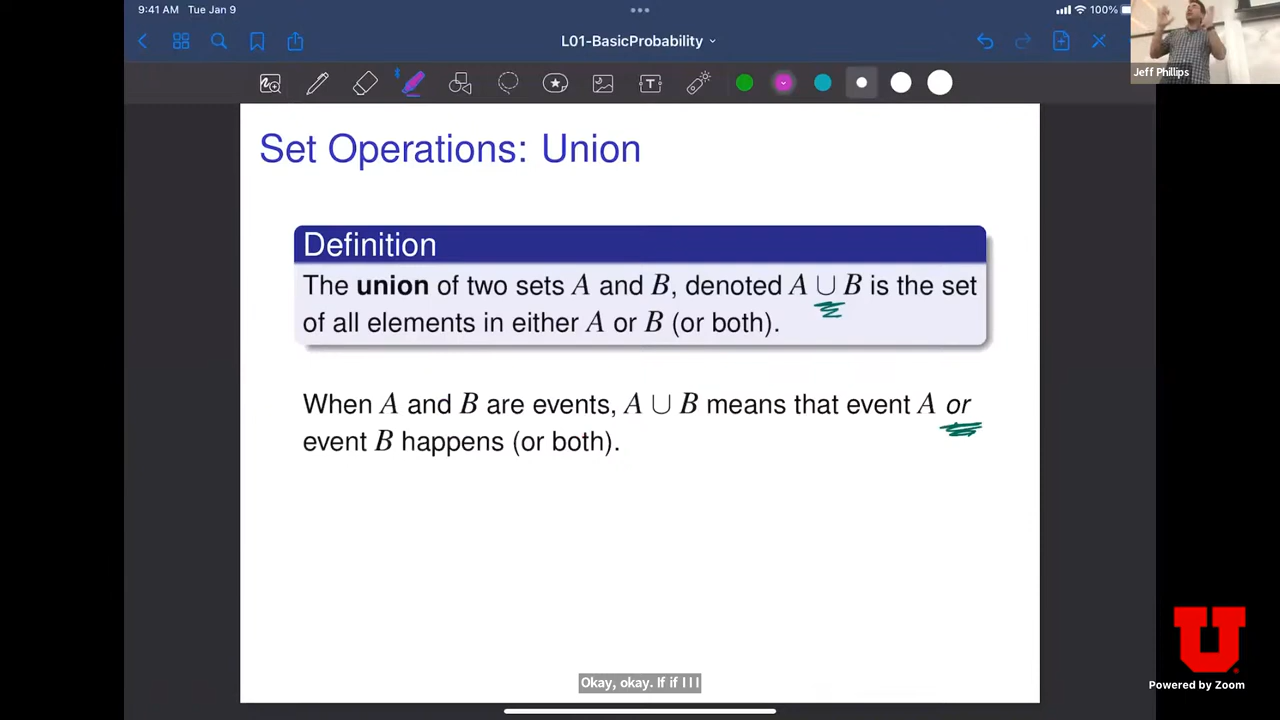 9:41 AM Tue Jan 9
100%
L01-BasicProbability
Jeff Phillips
T
Set Operations: Union
Definition
The union of two sets A and B, denoted A ∪ B is the set
of all elements in either A or B (or both).
When A and B are events, A ∪ B means that event A or
event B happens (or both).
Okay, okay. If if I I I
U
Powered by Zoom